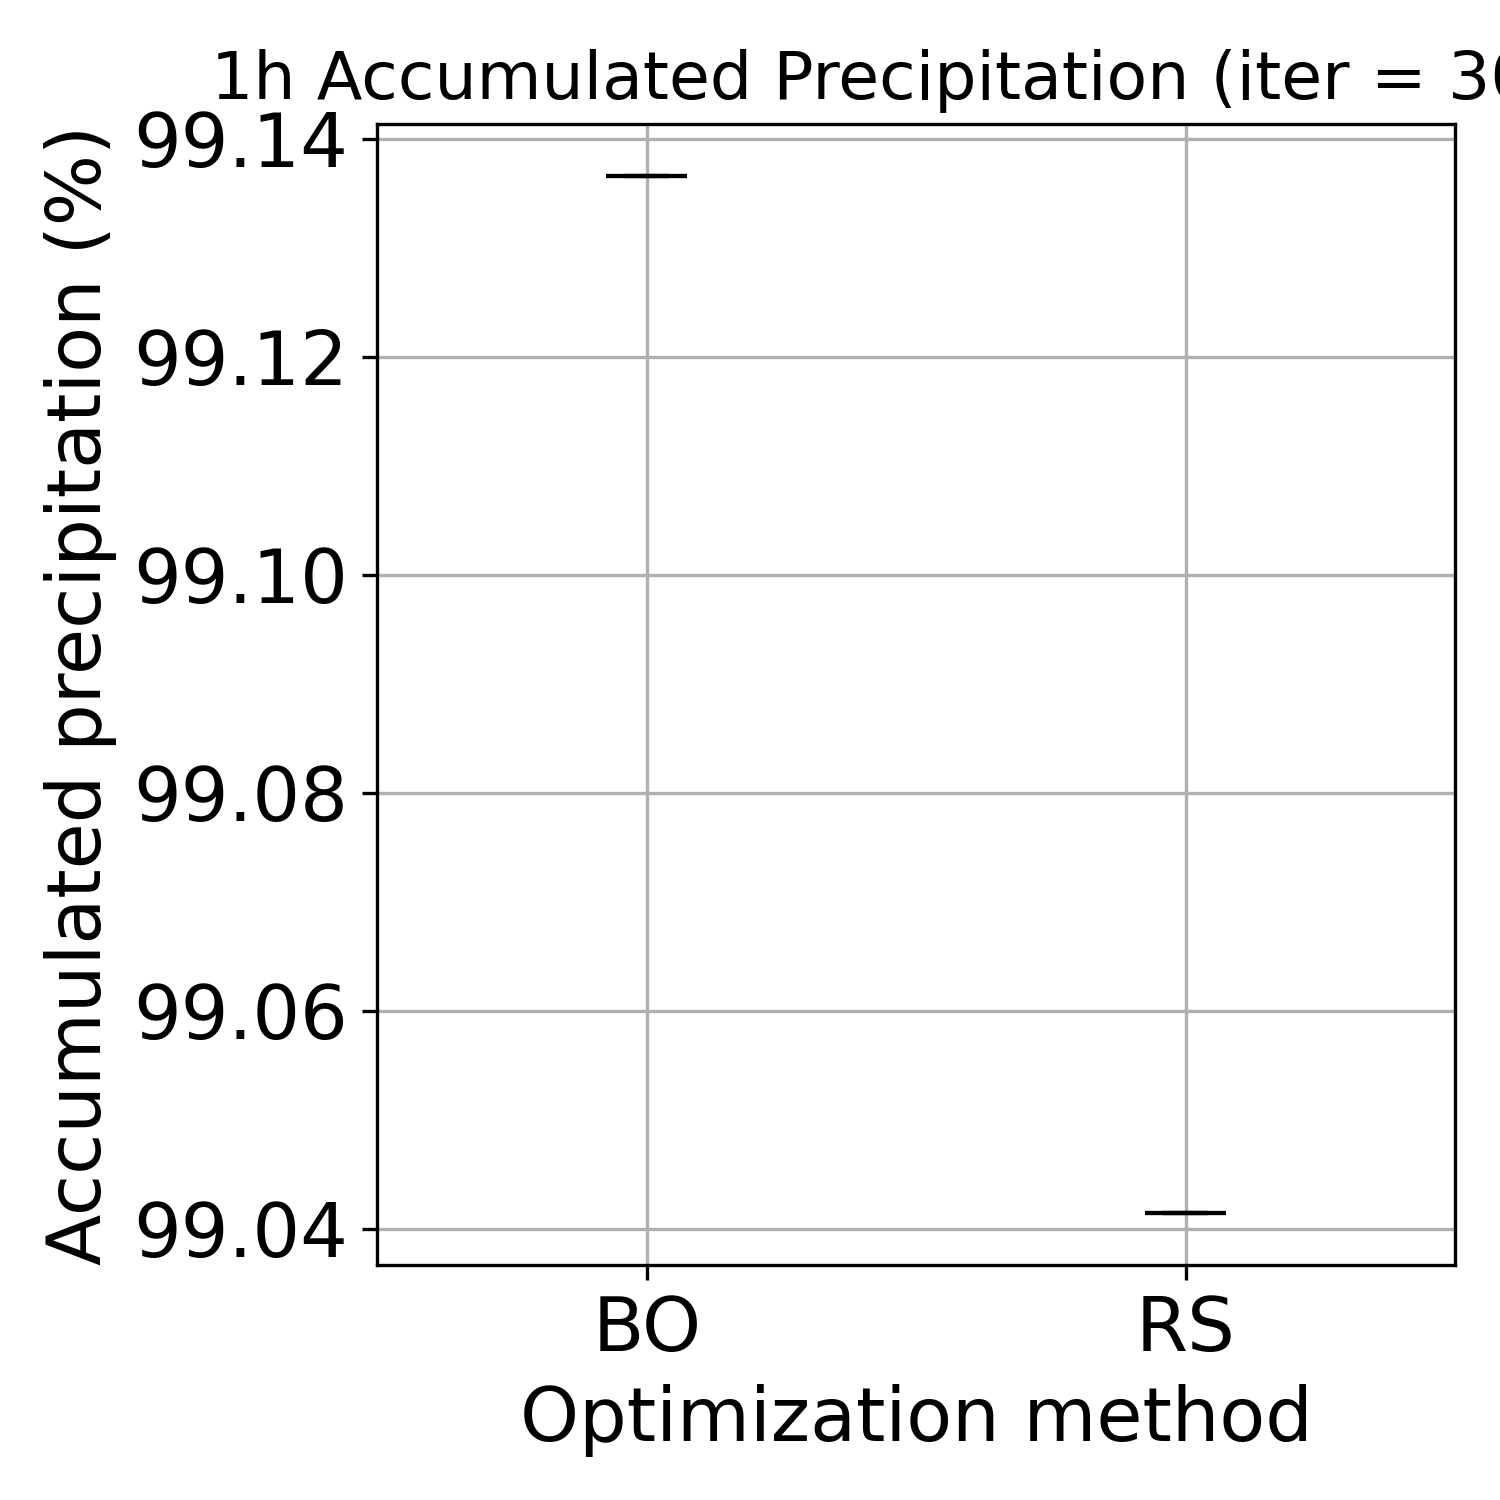 1h Accumulated Precipitation (iter = 30
Accumulated precipitation (%)
99.14
99.12
99.10
99.08
99.06
99.04
BO
RS
Optimization method